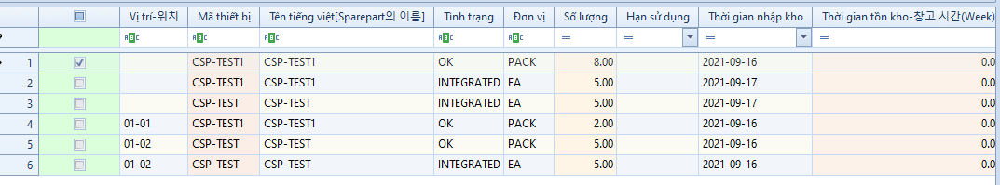 Vị trí-위치 Mã thiết bị Tên tiếng việt[Sparepart의 이름] Tình trạng Đơn vị Số lượng Hạn sử dụng Thời gian nhập kho Thời gian tồn kho-창고 시간(Week)
ABC ABC ABC ABC ABC = = = =
1 CSP-TEST1 CSP-TEST1 OK PACK 8.00 2021-09-16 0.0
2 CSP-TEST1 CSP-TEST1 INTEGRATED EA 5.00 2021-09-17 0.0
3 CSP-TEST CSP-TEST INTEGRATED EA 5.00 2021-09-17 0.0
4 01-01 CSP-TEST1 CSP-TEST1 OK PACK 2.00 2021-09-16 0.0
5 01-02 CSP-TEST CSP-TEST OK PACK 5.00 2021-09-16 0.0
6 01-02 CSP-TEST CSP-TEST INTEGRATED EA 5.00 2021-09-16 0.0